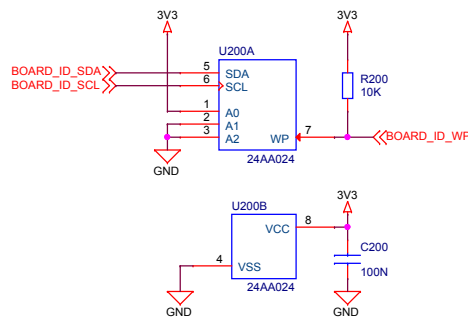 3V3
3V3
U200A
BOARD_ID_SDA
5
SDA
BOARD_ID_SCL
6
SCL
R200
10K
1
A0
2
A1
3
A2
WP
7
BOARD_ID_WP
GND
24AA024
3V3
U200B
VCC
8
C200
100N
4
VSS
24AA024
GND
GND